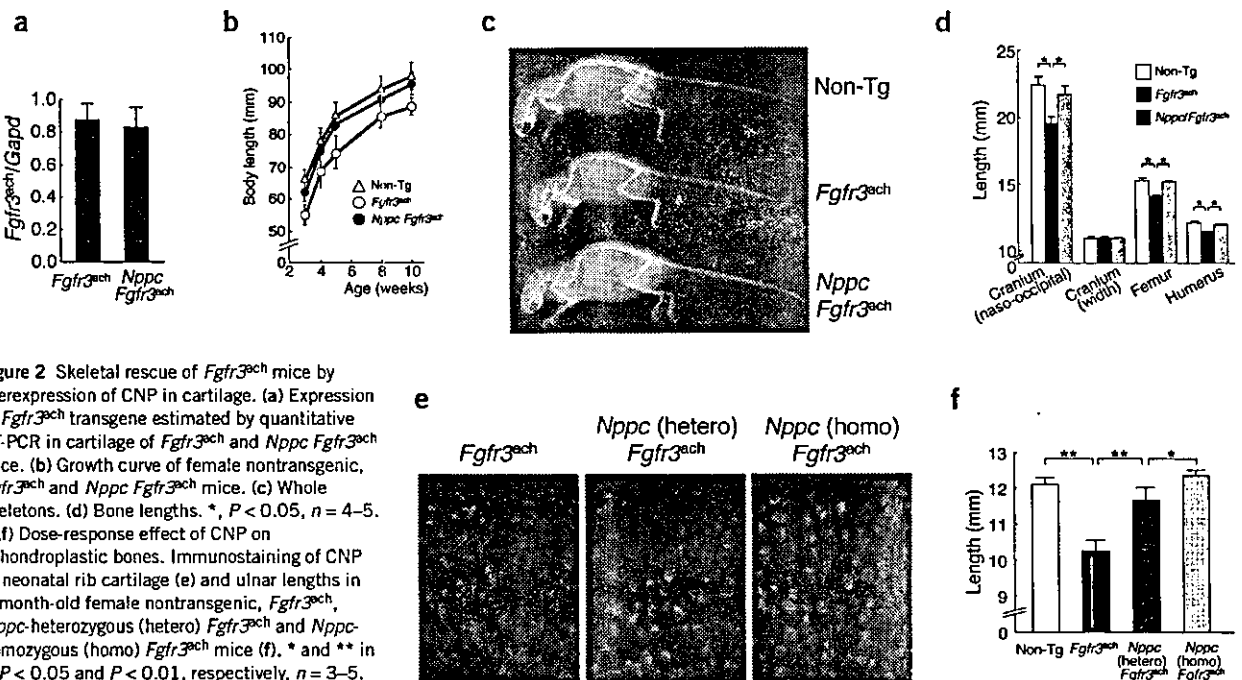 a
1.0
0.8
0.6
0.4
0.2
0.0
Fgfr3ach/Gapd
Fgfr3ach
Nppc
Fgfr3ach
b
110
100
90
80
70
60
50
0
Body length (mm)
Non-Tg
Fgfr3ach
Nppc Fgfr3ach
2 4 6 8 10
Age (weeks)
c
Non-Tg
Fgfr3ach
Nppc
Fgfr3ach
d
25
20
15
10
0
Length (mm)
* *
* *
* *
Non-Tg
Fgfr3ach
Nppc/Fgfr3ach
Cranium
(naso-occipital)
Cranium
(width)
Femur
Humerus
gure 2 Skeletal rescue of Fgfr3ach mice by
erexpression of CNP in cartilage. (a) Expression
Fgfr3ach transgene estimated by quantitative
-PCR in cartilage of Fgfr3ach and Nppc Fgfr3ach
ice. (b) Growth curve of female nontransgenic,
gfr3ach and Nppc Fgfr3ach mice. (c) Whole
eletons. (d) Bone lengths. *, P < 0.05, n = 4–5.
,f) Dose-response effect of CNP on
hondroplastic bones. Immunostaining of CNP
neonatal rib cartilage (e) and ulnar lengths in
month-old female nontransgenic, Fgfr3ach,
ppc-heterozygous (hetero) Fgfr3ach and Nppc-
mozygous (homo) Fgfr3ach mice (f). * and ** in
P < 0.05 and P < 0.01, respectively, n = 3–5.
e
Fgfr3ach
Nppc (hetero)
Fgfr3ach
Nppc (homo)
Fgfr3ach
f
13
12
11
10
9
0
Length (mm)
** ** *
Non-Tg
Fgfr3ach
Nppc
(hetero)
Fgfr3ach
Nppc
(homo)
Fgfr3ach